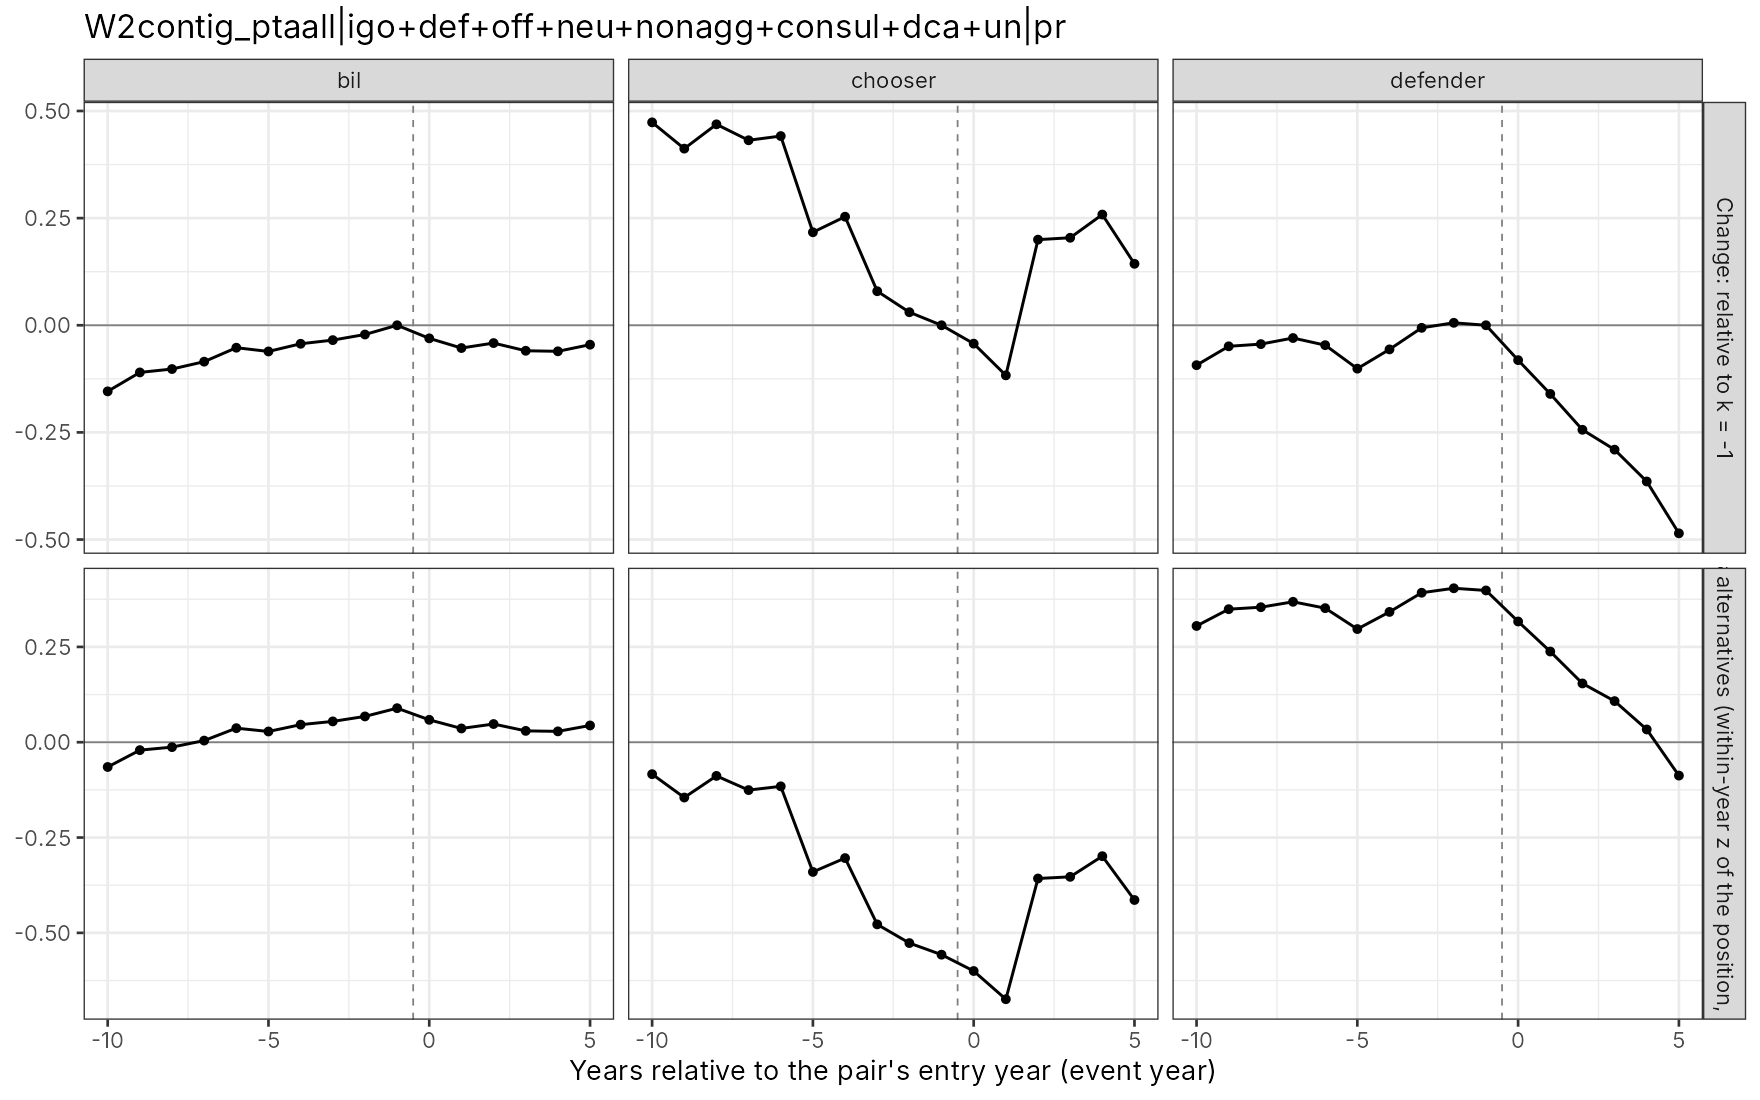 W2contig_ptaall|igo+def+off+neu+nonagg+consul+dca+un|pr
bil
chooser
defender
0.50
0.25
0.00
-0.25
-0.50
Change: relative to k = -1
0.25
0.00
-0.25
-0.50
alternatives (within-year z of the position,
-10 -5 0 5
-10 -5 0 5
-10 -5 0 5
Years relative to the pair's entry year (event year)